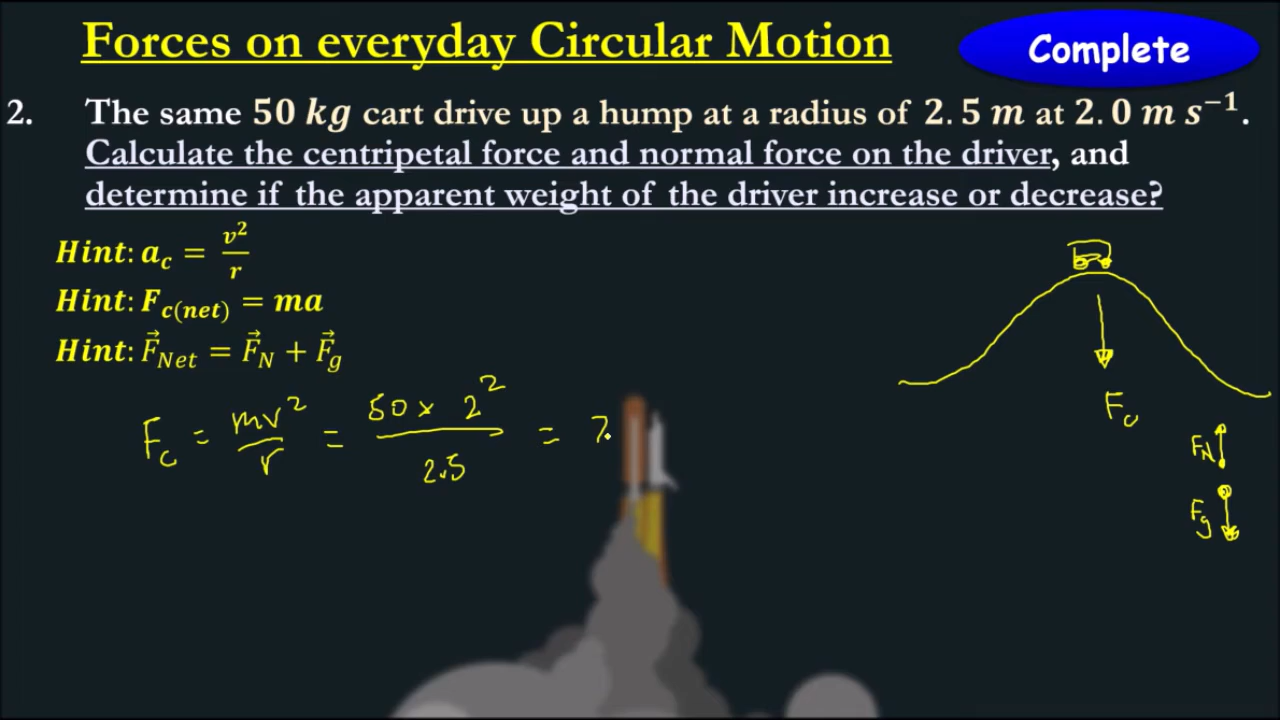 Forces on everyday Circular Motion
Complete
2. The same 50 kg cart drive up a hump at a radius of 2.5 m at 2.0 m s⁻¹.
Calculate the centripetal force and normal force on the driver, and
determine if the apparent weight of the driver increase or decrease?
Hint: a_c = v²/r
Hint: F_c(net) = ma
Hint: F⃗_Net = F⃗_N + F⃗_g
F_c = mv²/r = 50 × 2²/2.5 =
F_c
F_N
F_g